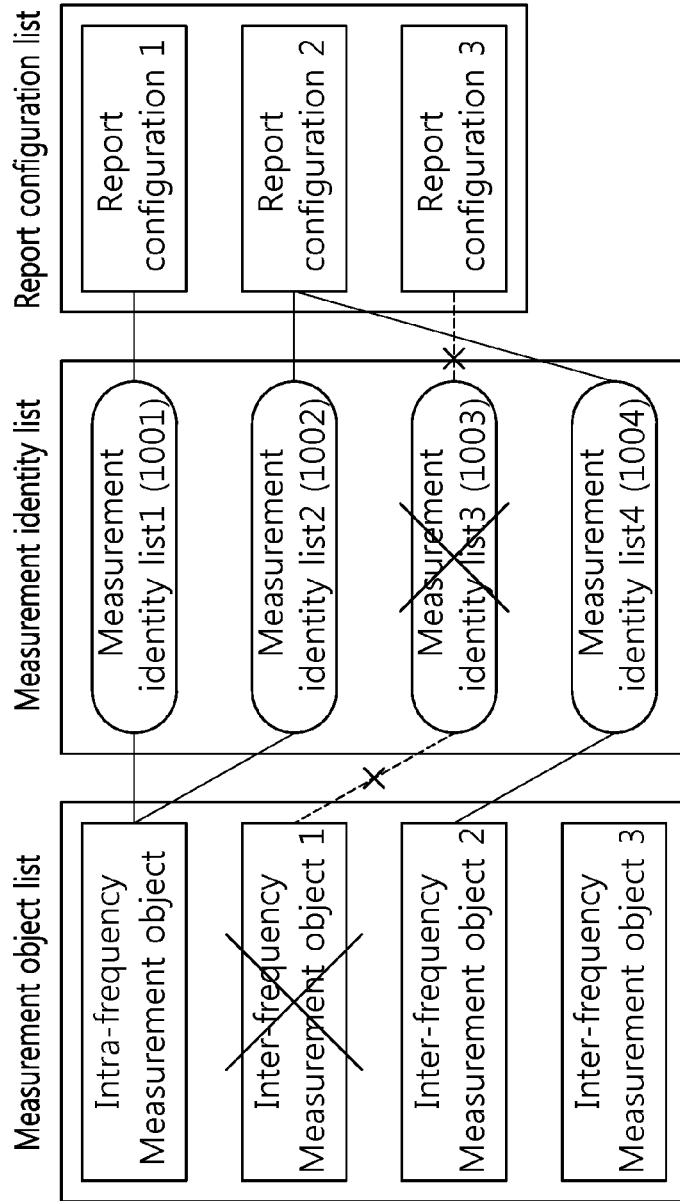 Measurement object list
Intra-frequency
Measurement object
Inter-frequency
Measurement object 1
Inter-frequency
Measurement object 2
Inter-frequency
Measurement object 3
Measurement identity list
Measurement
identity list1 (1001)
Measurement
identity list2 (1002)
Measurement
identity list3 (1003)
Measurement
identity list4 (1004)
Report configuration list
Report
configuration 1
Report
configuration 2
Report
configuration 3